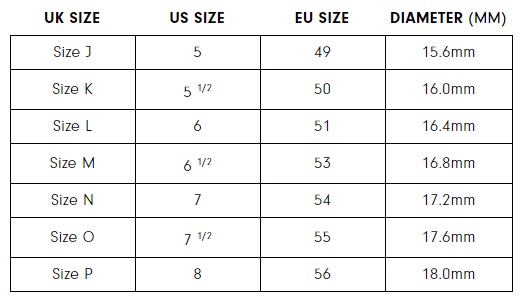 UK SIZE US SIZE EU SIZE DIAMETER (MM)
Size J 5 49 15.6mm
Size K 5 1/2 50 16.0mm
Size L 6 51 16.4mm
Size M 6 1/2 53 16.8mm
Size N 7 54 17.2mm
Size O 7 1/2 55 17.6mm
Size P 8 56 18.0mm